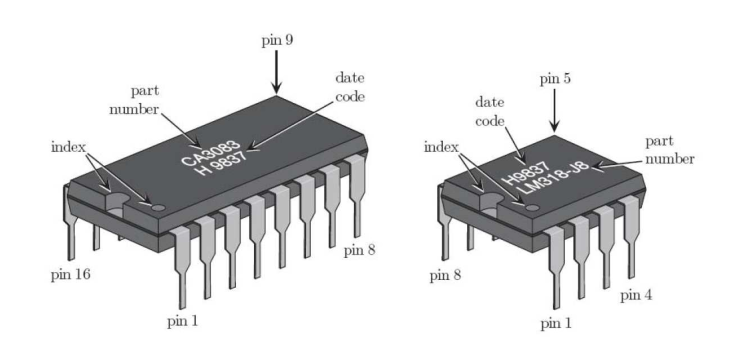 pin 9
part
number
date
code
index
CA3083
H 9837
pin 8
pin 16
pin 1
pin 5
date
code
index
part
number
H9837
LM318-J8
pin 8
pin 4
pin 1